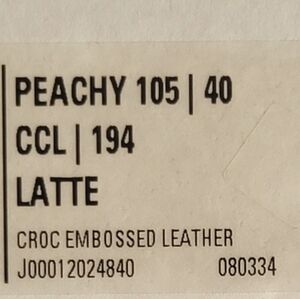 PEACHY 105 | 40
CCL | 194
LATTE
CROC EMBOSSED LEATHER
J00012024840 080334